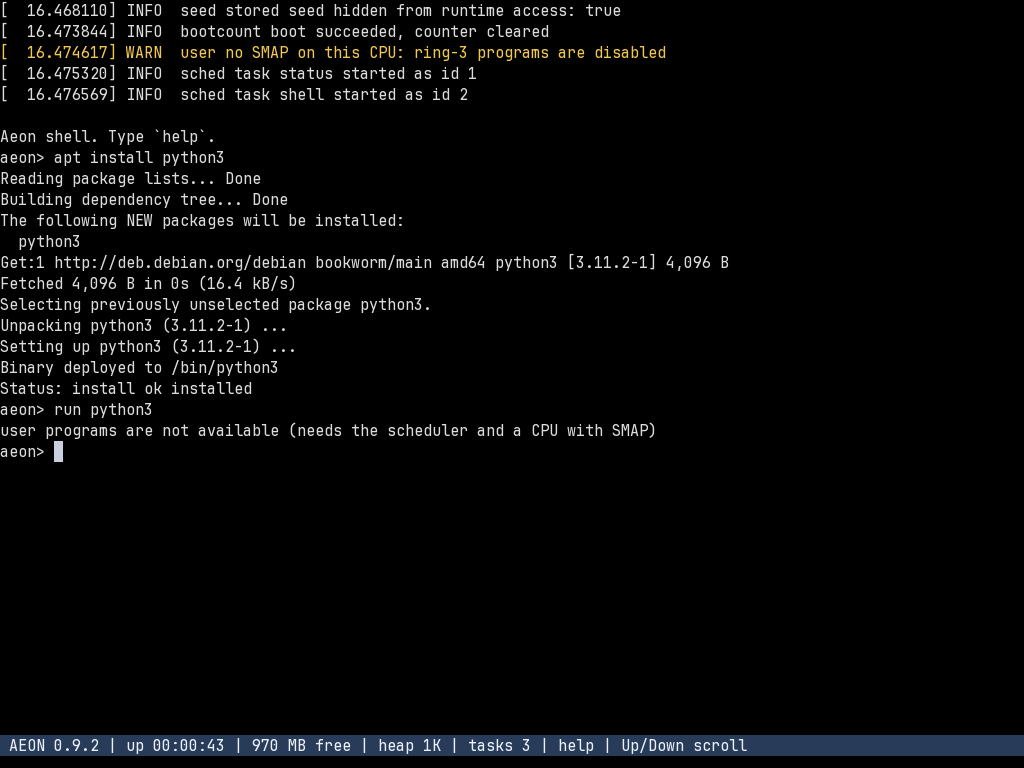 [  16.468110] INFO  seed stored seed hidden from runtime access: true
[  16.473844] INFO  bootcount boot succeeded, counter cleared
[  16.474617] WARN  user no SMAP on this CPU: ring-3 programs are disabled
[  16.475320] INFO  sched task status started as id 1
[  16.476569] INFO  sched task shell started as id 2

Aeon shell. Type `help`.
aeon> apt install python3
Reading package lists... Done
Building dependency tree... Done
The following NEW packages will be installed:
  python3
Get:1 http://deb.debian.org/debian bookworm/main amd64 python3 [3.11.2-1] 4,096 B
Fetched 4,096 B in 0s (16.4 kB/s)
Selecting previously unselected package python3.
Unpacking python3 (3.11.2-1) ...
Setting up python3 (3.11.2-1) ...
Binary deployed to /bin/python3
Status: install ok installed
aeon> run python3
user programs are not available (needs the scheduler and a CPU with SMAP)
aeon>
AEON 0.9.2 | up 00:00:43 | 970 MB free | heap 1K | tasks 3 | help | Up/Down scroll